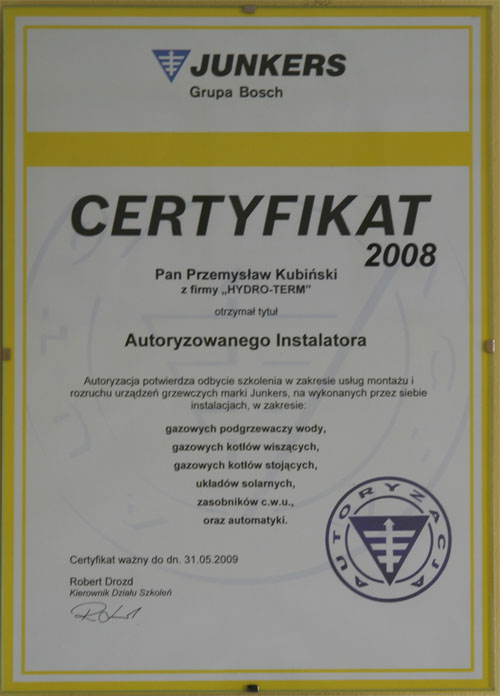 JUNKERS
Grupa Bosch
CERTYFIKAT
2008
Pan Przemysław Kubiński
z firmy „HYDRO-TERM”
otrzymał tytuł
Autoryzowanego Instalatora
Autoryzacja potwierdza odbycie szkolenia w zakresie usług montażu i
rozruchu urządzeń grzewczych marki Junkers, na wykonanych przez siebie
instalacjach, w zakresie:
gazowych podgrzewaczy wody,
gazowych kotłów wiszących,
gazowych kotłów stojących,
układów solarnych,
zasobników c.w.u.,
oraz automatyki.
AUTORYZACJA
Certyfikat ważny do dn. 31.05.2009
Robert Drozd
Kierownik Działu Szkoleń